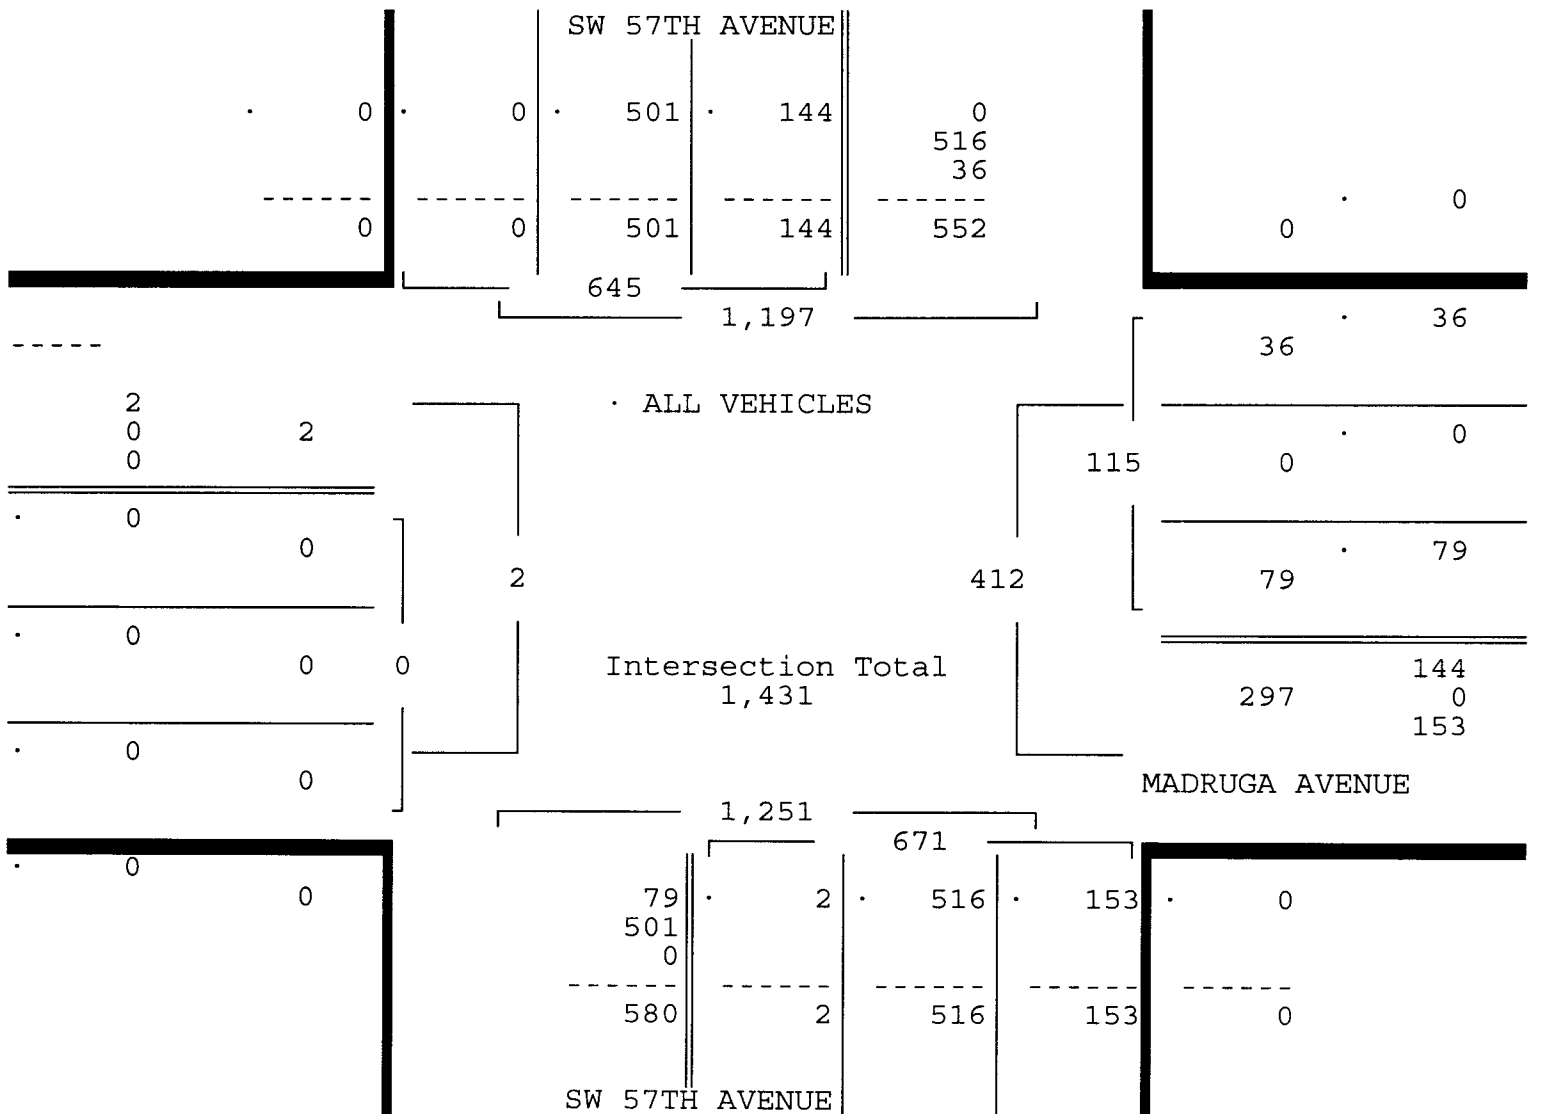 SW 57TH AVENUE
· 0 · 0 · 501 · 144 0
516
36
------ ------ ------ ------ ------ · 0
0 0 501 144 552 0
645
1,197 · 36
----- 36
2 · ALL VEHICLES
0 2 · 0
0 115 0
· 0
0 · 79
2 412 79
· 0
0 0 Intersection Total 144
1,431 297 0
153
· 0
0 MADRUGA AVENUE
1,251
671
· 0
0 79 · 2 · 516 · 153 · 0
501
0
------ ------ ------ ------ ------
580 2 516 153 0
SW 57TH AVENUE